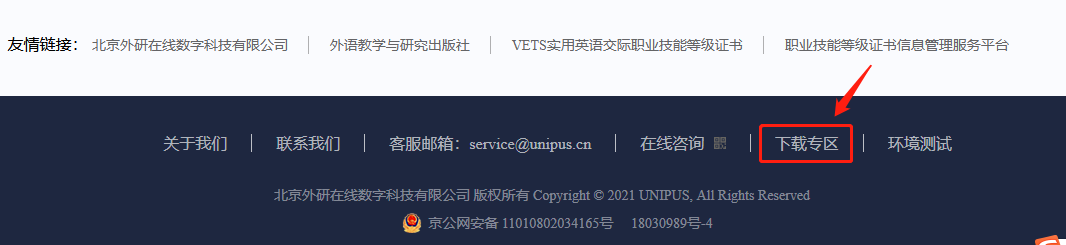 友情链接： 北京外研在线数字科技有限公司 外语教学与研究出版社 VETS实用英语交际职业技能等级证书 职业技能等级证书信息管理服务平台
关于我们 联系我们 客服邮箱：service@unipus.cn 在线咨询 下载专区 环境测试
北京外研在线数字科技有限公司 版权所有 Copyright © 2021 UNIPUS, All Rights Reserved
京公网安备 11010802034165号 18030989号-4